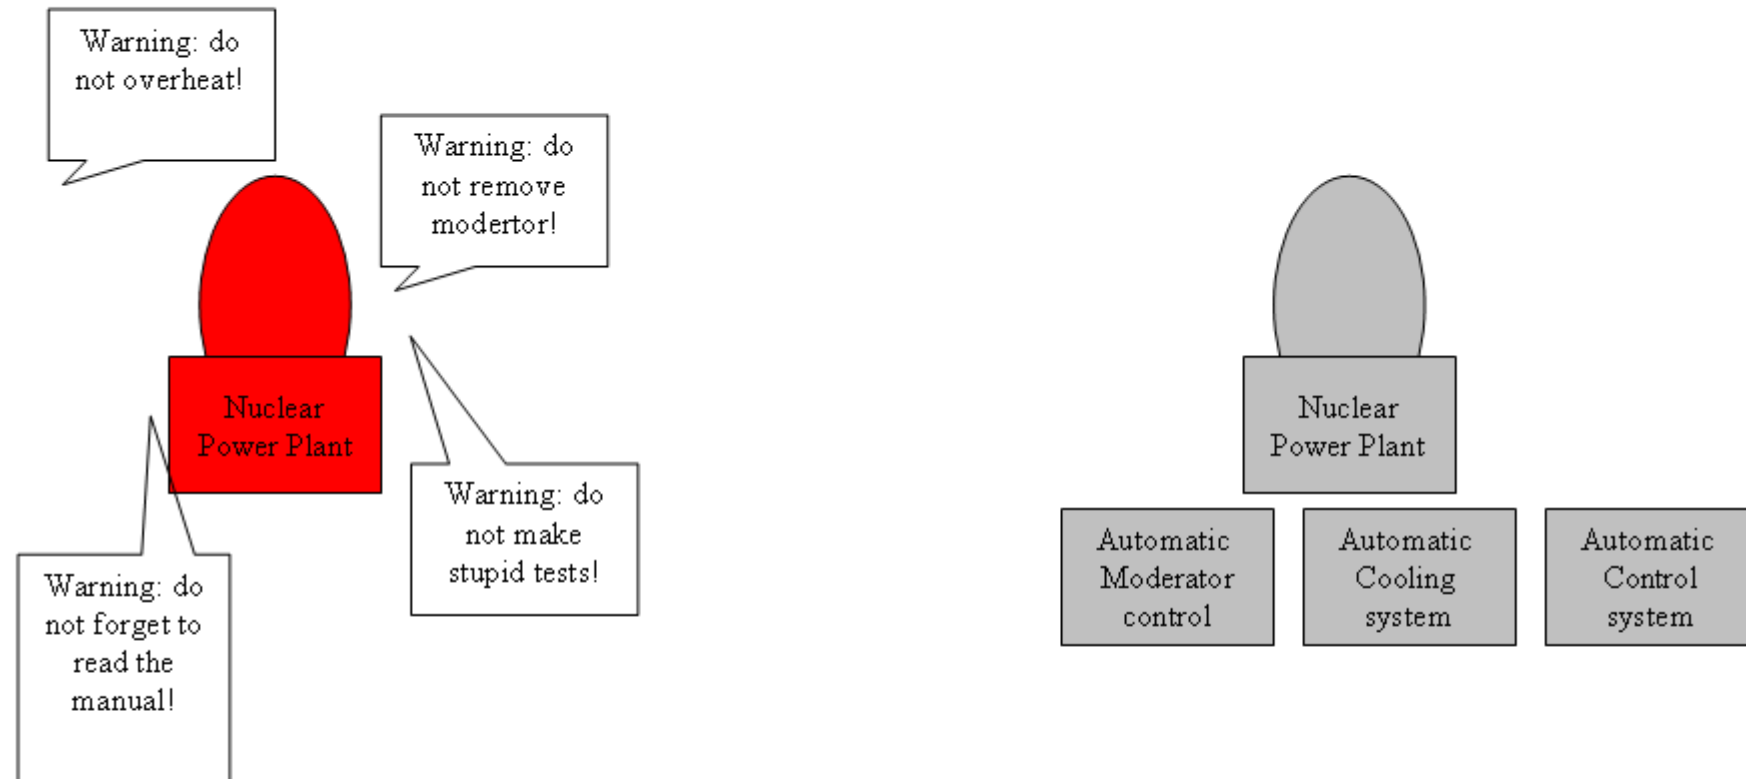 Warning: do
not overheat!
Warning: do
not remove
modertor!
Nuclear
Power Plant
Warning: do
not make
stupid tests!
Warning: do
not forget to
read the
manual!
Nuclear
Power Plant
Automatic
Moderator
control
Automatic
Cooling
system
Automatic
Control
system